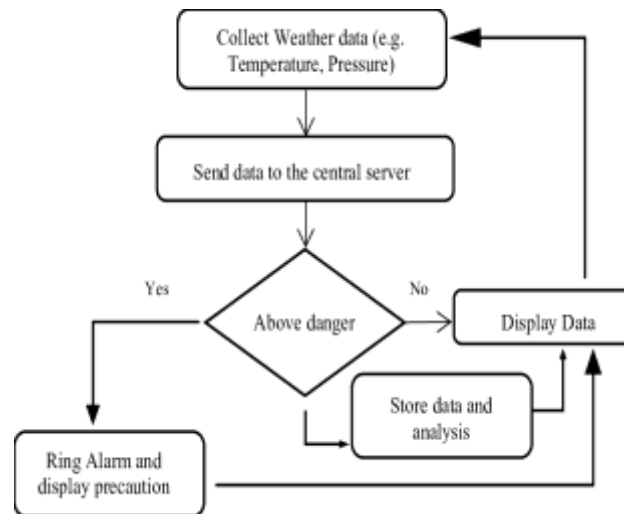 Collect Weather data (e.g.
Temperature, Pressure)
Send data to the central server
Yes
No
Above danger
Display Data
Store data and
analysis
Ring Alarm and
display precaution